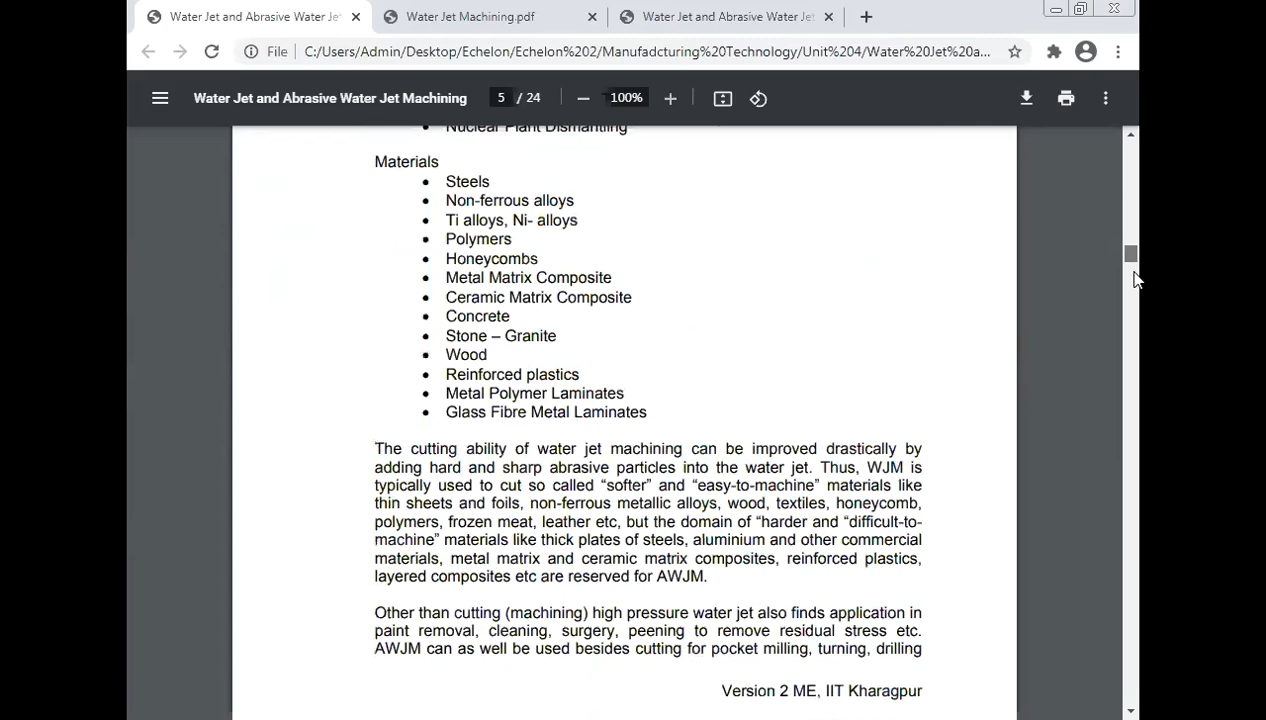 Water Jet and Abrasive Water Jet
Water Jet Machining.pdf
Water Jet and Abrasive Water Jet
File
C:/Users/Admin/Desktop/Echelon/Echelon%202/Manufadcturing%20Technology/Unit%204/Water%20Jet%20a...
Water Jet and Abrasive Water Jet Machining
5 / 24
100%
• Nuclear Plant Dismantling
Materials
• Steels
• Non-ferrous alloys
• Ti alloys, Ni- alloys
• Polymers
• Honeycombs
• Metal Matrix Composite
• Ceramic Matrix Composite
• Concrete
• Stone – Granite
• Wood
• Reinforced plastics
• Metal Polymer Laminates
• Glass Fibre Metal Laminates
The cutting ability of water jet machining can be improved drastically by
adding hard and sharp abrasive particles into the water jet. Thus, WJM is
typically used to cut so called “softer” and “easy-to-machine” materials like
thin sheets and foils, non-ferrous metallic alloys, wood, textiles, honeycomb,
polymers, frozen meat, leather etc, but the domain of “harder and “difficult-to-
machine” materials like thick plates of steels, aluminium and other commercial
materials, metal matrix and ceramic matrix composites, reinforced plastics,
layered composites etc are reserved for AWJM.
Other than cutting (machining) high pressure water jet also finds application in
paint removal, cleaning, surgery, peening to remove residual stress etc.
AWJM can as well be used besides cutting for pocket milling, turning, drilling
Version 2 ME, IIT Kharagpur